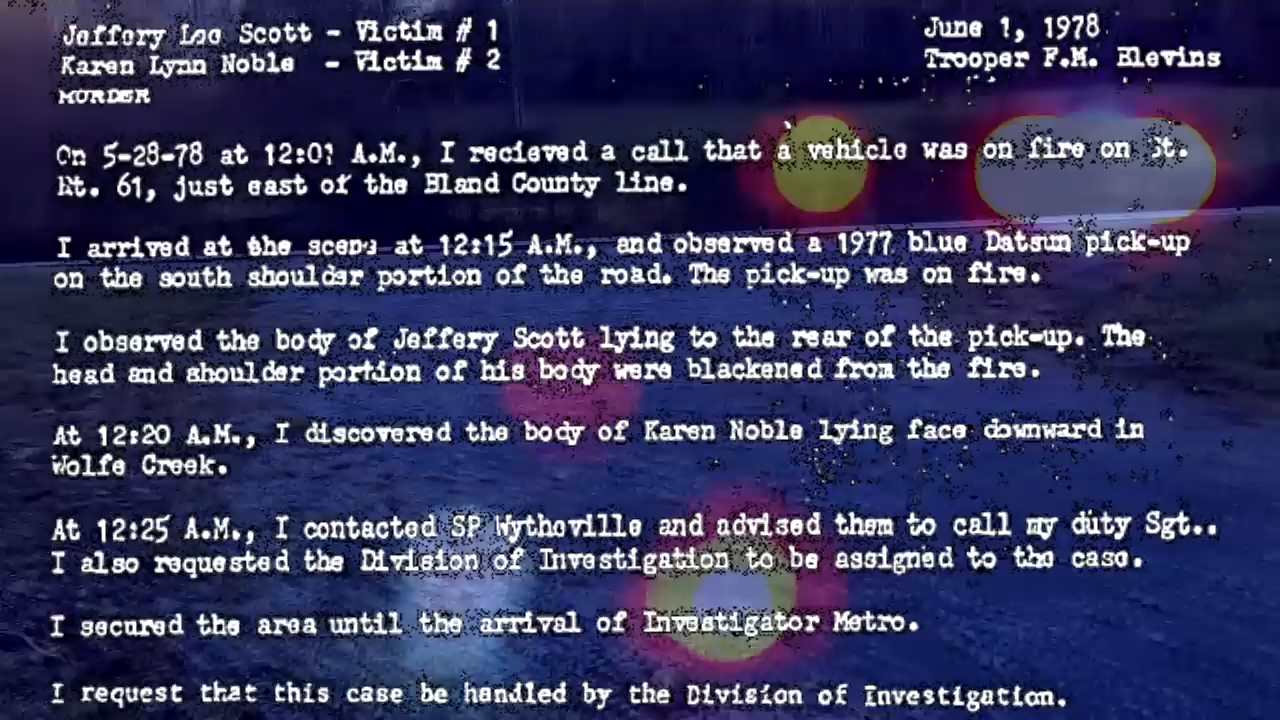 Jeffery Lee Scott - Victim # 1
June 1, 1978
Karen Lynn Noble - Victim # 2
Trooper F.M. Blevins
MURDER
On 5-28-78 at 12:01 A.M., I recieved a call that a vehicle was on fire on St.
Rt. 61, just east of the Bland County line.
I arrived at the scene at 12:15 A.M., and observed a 1977 blue Datsun pick-up
on the south shoulder portion of the road. The pick-up was on fire.
I observed the body of Jeffery Scott lying to the rear of the pick-up. The
head and shoulder portion of his body were blackened from the fire.
At 12:20 A.M., I discovered the body of Karen Noble lying face downward in
Wolfe Creek.
At 12:25 A.M., I contacted SP Wytheville and advised them to call my duty Sgt..
I also requested the Division of Investigation to be assigned to the case.
I secured the area until the arrival of Investigator Metro.
I request that this case be handled by the Division of Investigation.